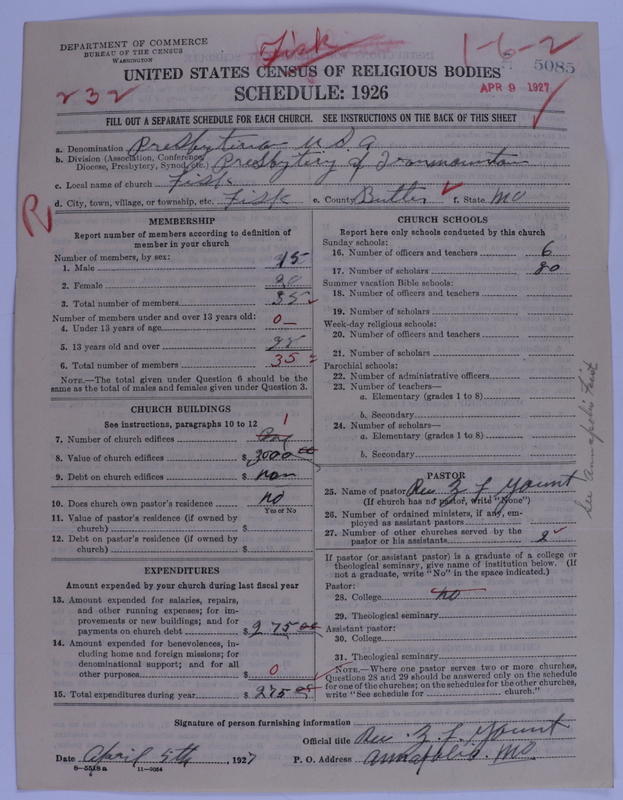 DEPARTMENT OF COMMERCE
BUREAU OF THE CENSUS
WASHINGTON
Fisk
1-6-2
5085
232
APR 9 1927
UNITED STATES CENSUS OF RELIGIOUS BODIES
SCHEDULE: 1926
FILL OUT A SEPARATE SCHEDULE FOR EACH CHURCH. SEE INSTRUCTIONS ON THE BACK OF THIS SHEET
a. Denomination Presbyterian U.S.A
b. Division (Association, Conference, Diocese, Presbytery, Synod, etc.) Presbytery of Ironmountain
c. Local name of church Fisk
d. City, town, village, or township, etc. Fisk e. County Butler f. State Mo
R
MEMBERSHIP
Report number of members according to definition of
member in your church
Number of members, by sex:
1. Male 15
2. Female 20
3. Total number of members 35
Number of members under and over 13 years old:
4. Under 13 years of age 0
5. 13 years old and over
6. Total number of members 35
NOTE.—The total given under Question 6 should be the
same as the total of males and females given under Question 3.
CHURCH BUILDINGS
See instructions, paragraphs 10 to 12
1
7. Number of church edifices One
8. Value of church edifices $ 3000 00
9. Debt on church edifices $ non
10. Does church own pastor's residence no
Yes or No
11. Value of pastor's residence (if owned by
church) $
12. Debt on pastor's residence (if owned by
church) $
EXPENDITURES
Amount expended by your church during last fiscal year
13. Amount expended for salaries, repairs,
and other running expenses; for im-
provements or new buildings; and for
payments on church debt $ 275 00
14. Amount expended for benevolences, in-
cluding home and foreign missions; for
denominational support; and for all
other purposes $ 0
15. Total expenditures during year $ 275 00
CHURCH SCHOOLS
Report here only schools conducted by this church
Sunday schools:
16. Number of officers and teachers 6
17. Number of scholars 80
Summer vacation Bible schools:
18. Number of officers and teachers
19. Number of scholars
Week-day religious schools:
20. Number of officers and teachers
21. Number of scholars
Parochial schools:
22. Number of administrative officers
23. Number of teachers—
a. Elementary (grades 1 to 8)
b. Secondary
24. Number of scholars—
a. Elementary (grades 1 to 8)
b. Secondary
See Annapolis First
PASTOR
25. Name of pastor Rev. Z F Yount
(If church has no pastor, write "None")
26. Number of ordained ministers, if any, em-
ployed as assistant pastors
27. Number of other churches served by the
pastor or his assistants 2
If pastor (or assistant pastor) is a graduate of a college or
theological seminary, give name of institution below. (If
not a graduate, write "No" in the space indicated.)
Pastor:
28. College no
29. Theological seminary
Assistant pastor:
30. College
31. Theological seminary
NOTE.—Where one pastor serves two or more churches,
Questions 28 and 29 should be answered only on the schedule
for one of the churches; on the schedules for the other churches,
write "See schedule for church."
Signature of person furnishing information
Official title Rev. Z F Yount
Date April 5th, 1927 P. O. Address Annapolis. Mo.
8-5518 a 11-9054